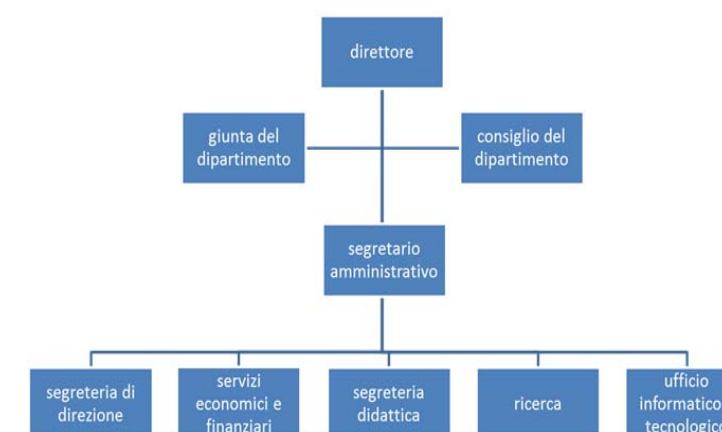 direttore
giunta del
dipartimento
consiglio del
dipartimento
segretario
amministrativo
segreteria di
direzione
servizi
economici e
finanziari
segreteria
didattica
ricerca
ufficio
informatico
tecnologico